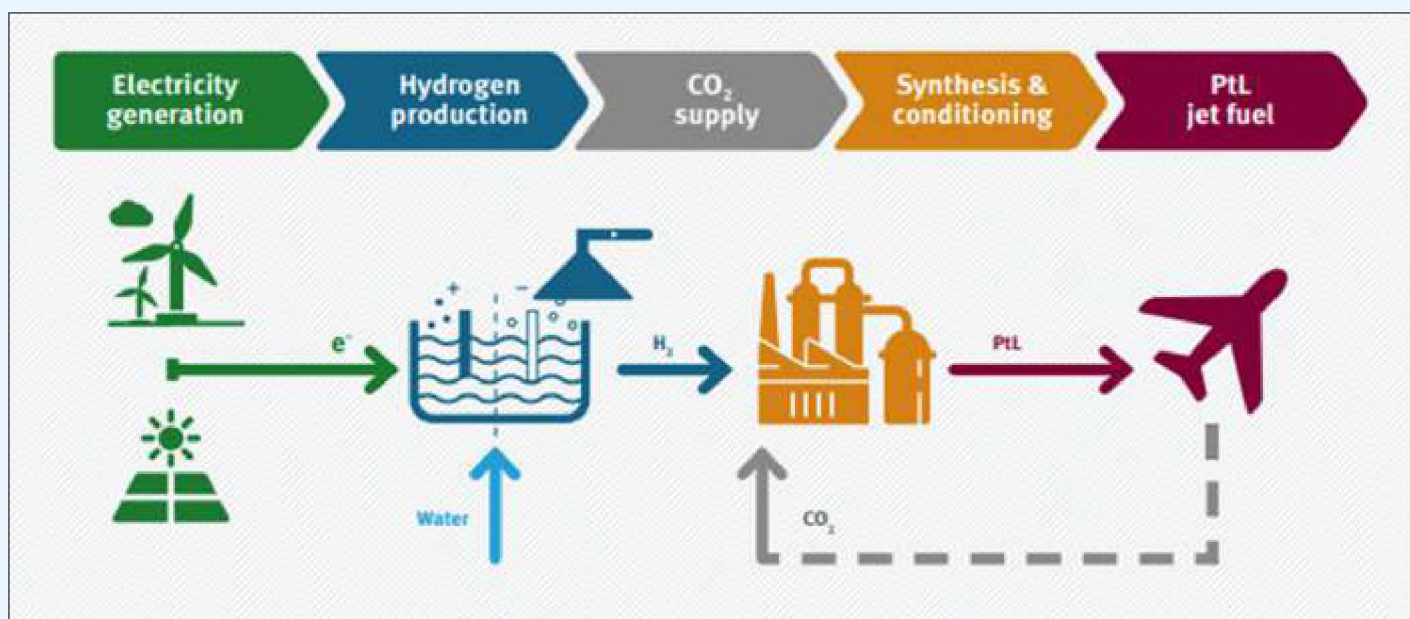 Electricity
generation
Hydrogen
production
CO₂
supply
Synthesis &
conditioning
PtL
jet fuel
+
−
e⁻
H₂
PtL
Water
CO₂